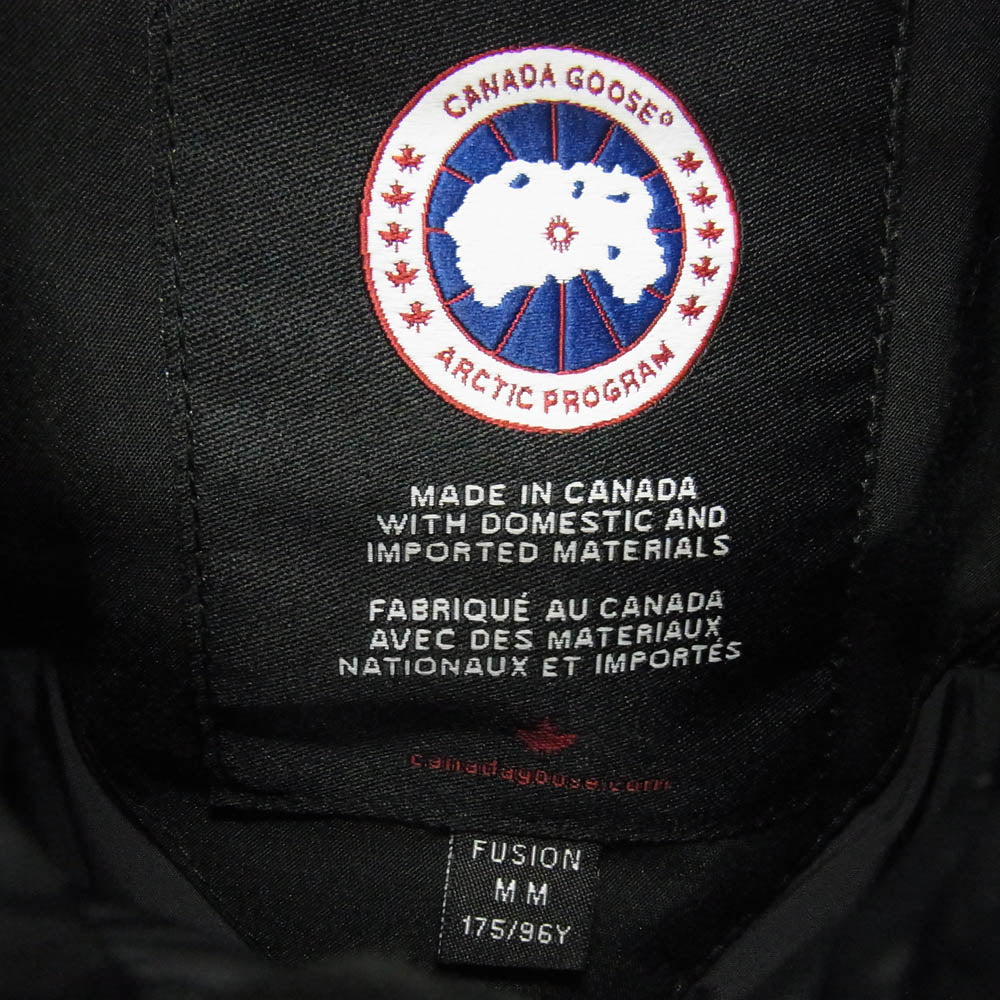 CANADA GOOSE®
ARCTIC PROGRAM
MADE IN CANADA
WITH DOMESTIC AND
IMPORTED MATERIALS
FABRIQUÉ AU CANADA
AVEC DES MATERIAUX
NATIONAUX ET IMPORTÉS
canadagoose.com
FUSION
M M
175/96Y